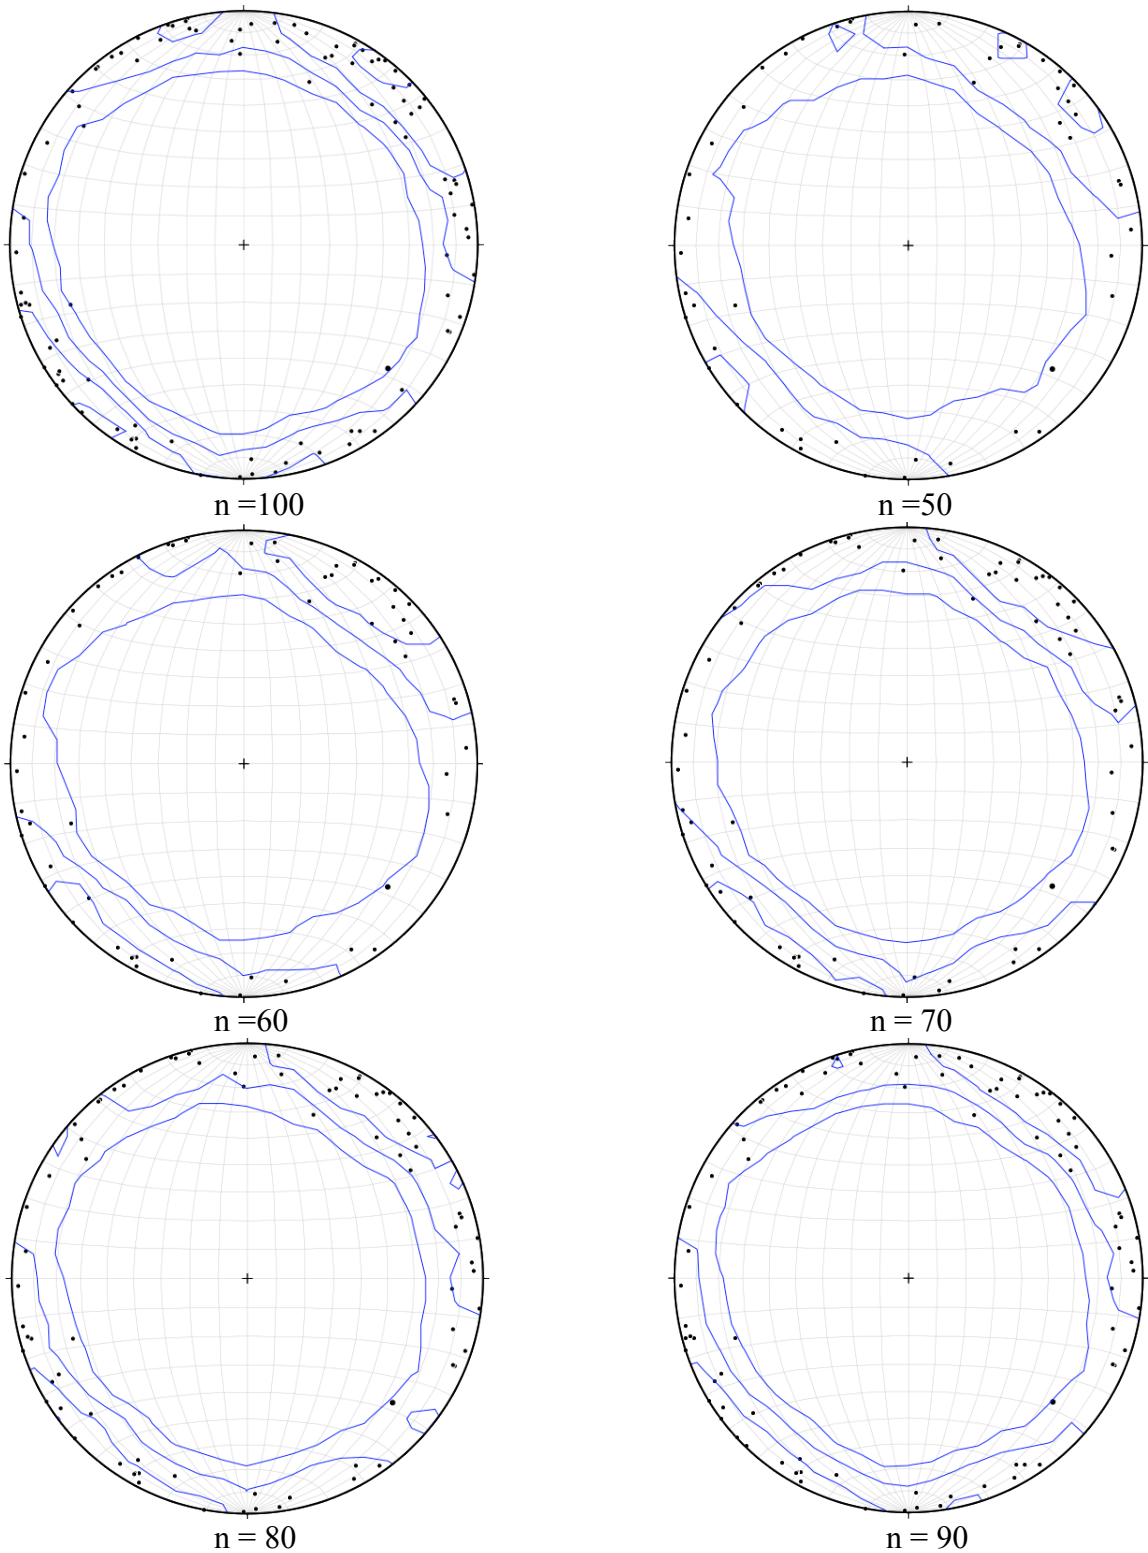 n =100
n =50
n =60
n = 70
n = 80
n = 90